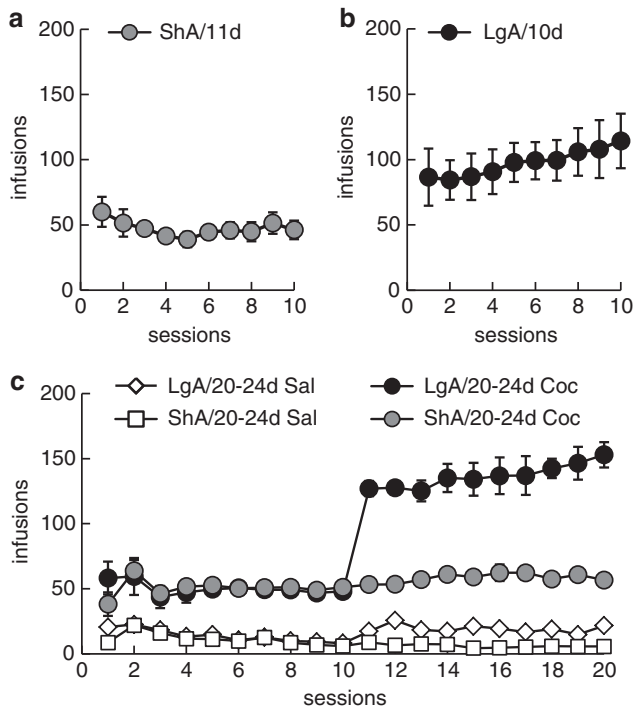 a
ShA/11d
200
150
100
50
0
infusions
0 2 4 6 8 10
sessions
b
LgA/10d
200
150
100
50
0
infusions
0 2 4 6 8 10
sessions
c
LgA/20-24d Sal
LgA/20-24d Coc
ShA/20-24d Sal
ShA/20-24d Coc
200
150
100
50
0
infusions
0 2 4 6 8 10 12 14 16 18 20
sessions